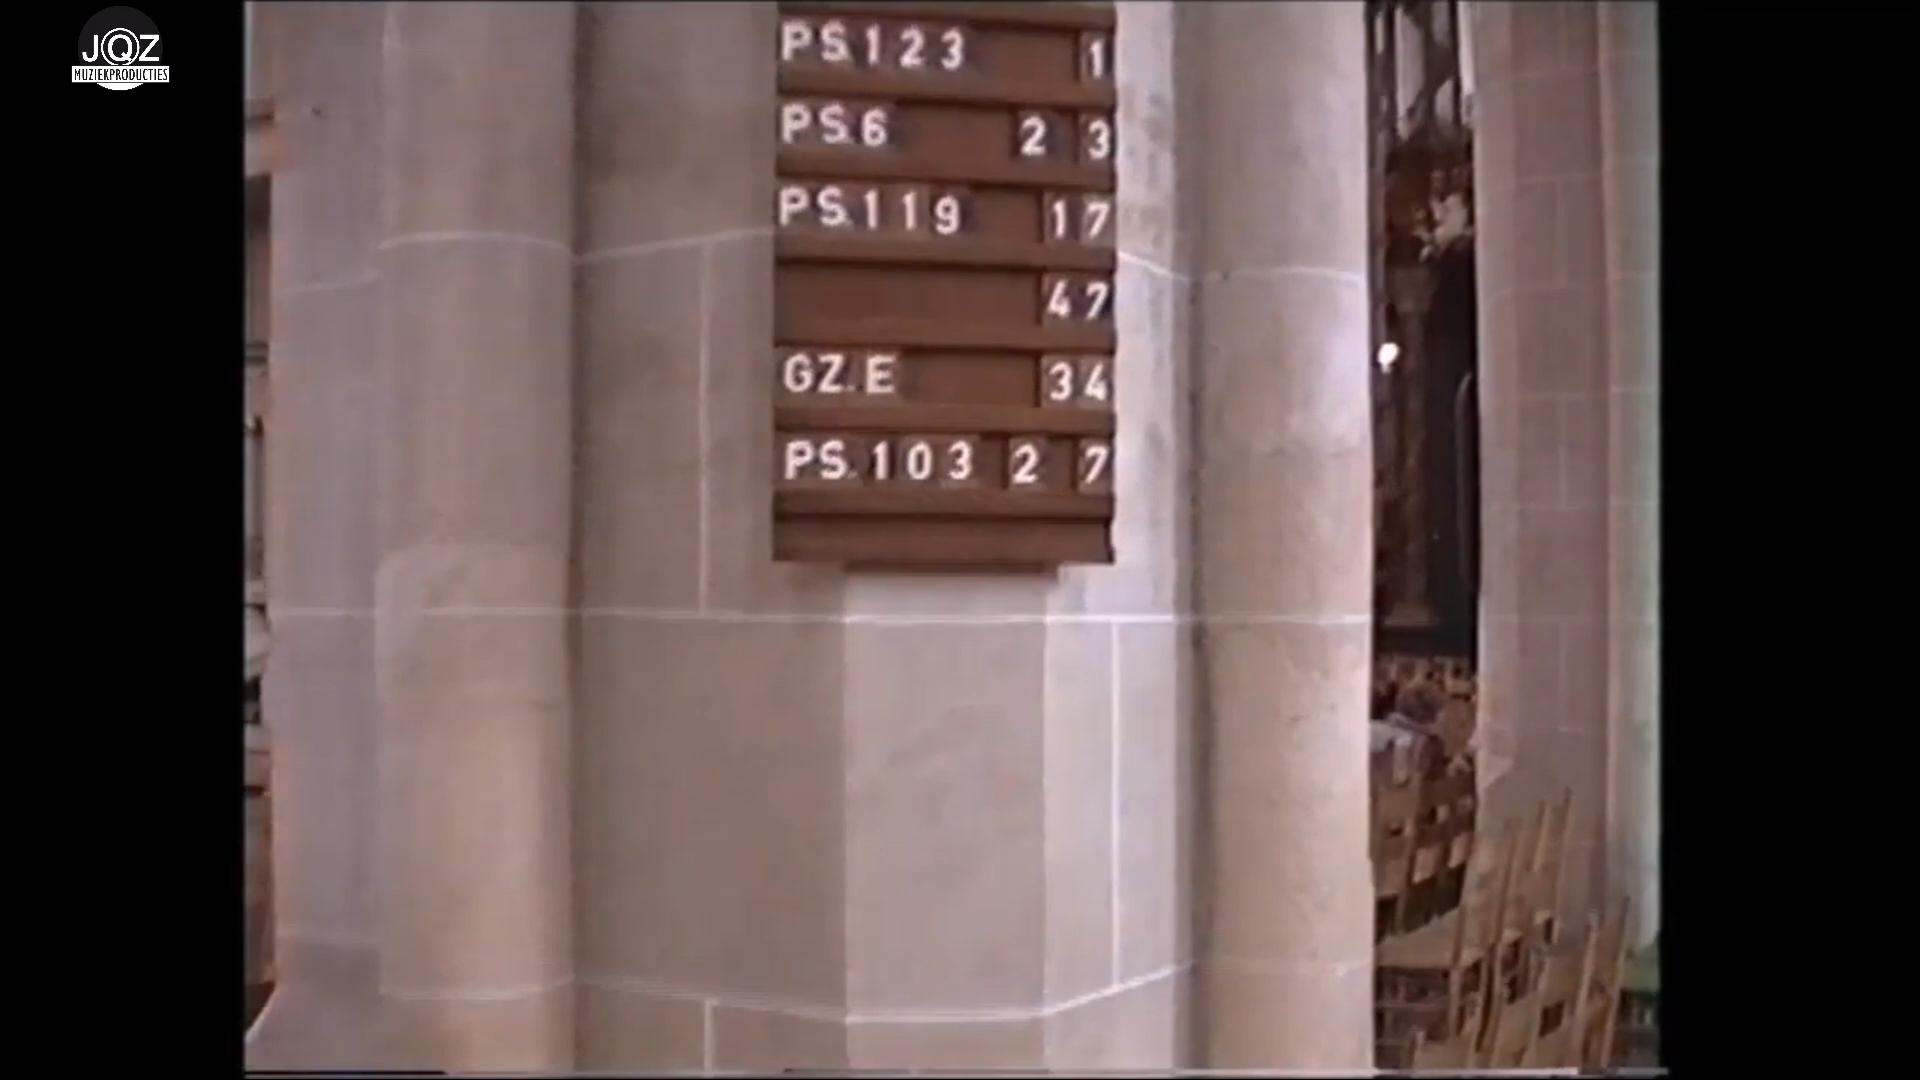 JQZ
MUZIEKPRODUCTIES
PS.123 1
PS.6 2 3
PS.119 17
47
GZ.E 34
PS.103 2 7